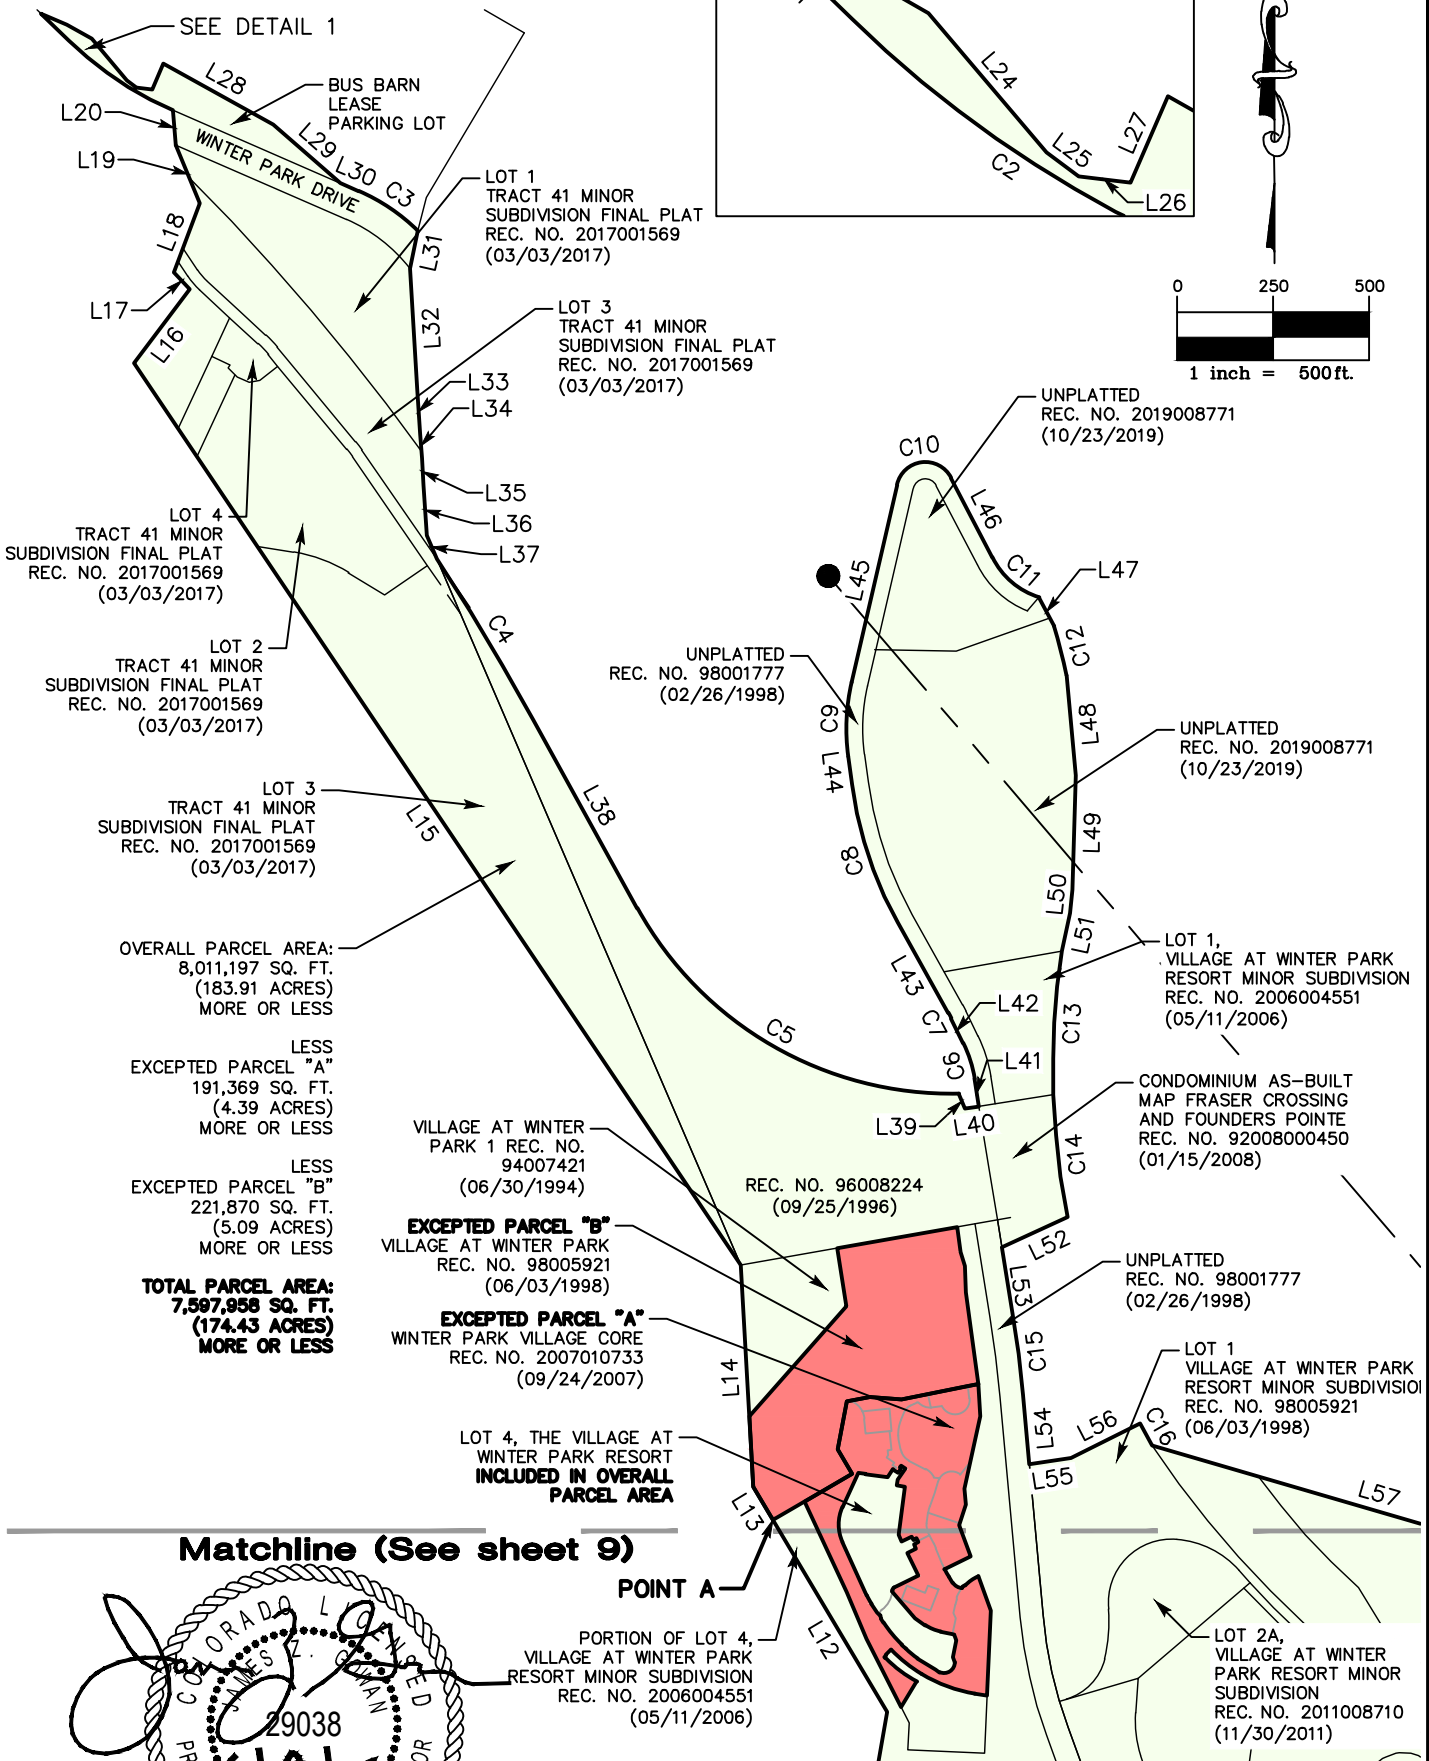 SEE DETAIL 1
L28
BUS BARN
LEASE
PARKING LOT
L20
L29
WINTER PARK DRIVE
L19
L30
C3
L18
L31
L17
L32
L16
LOT 1
TRACT 41 MINOR
SUBDIVISION FINAL PLAT
REC. NO. 2017001569
(03/03/2017)
L24
L25
L27
C2
L26
0 250 500
1 inch = 500ft.
LOT 3
TRACT 41 MINOR
SUBDIVISION FINAL PLAT
REC. NO. 2017001569
(03/03/2017)
L33
L34
L35
L36
L37
UNPLATTED
REC. NO. 2019008771
(10/23/2019)
C10
L46
C11
L47
L45
C12
LOT 4
TRACT 41 MINOR
SUBDIVISION FINAL PLAT
REC. NO. 2017001569
(03/03/2017)
C4
LOT 2
TRACT 41 MINOR
SUBDIVISION FINAL PLAT
REC. NO. 2017001569
(03/03/2017)
UNPLATTED
REC. NO. 98001777
(02/26/1998)
C9
L44
L48
UNPLATTED
REC. NO. 2019008771
(10/23/2019)
LOT 3
TRACT 41 MINOR
SUBDIVISION FINAL PLAT
REC. NO. 2017001569
(03/03/2017)
L15
L38
C8
L49
L50
L51
OVERALL PARCEL AREA:
8,011,197 SQ. FT.
(183.91 ACRES)
MORE OR LESS
LESS
EXCEPTED PARCEL "A"
191,369 SQ. FT.
(4.39 ACRES)
MORE OR LESS
LESS
EXCEPTED PARCEL "B"
221,870 SQ. FT.
(5.09 ACRES)
MORE OR LESS
TOTAL PARCEL AREA:
7,597,958 SQ. FT.
(174.43 ACRES)
MORE OR LESS
L43
C7
L42
C6
L41
C5
C13
LOT 1,
VILLAGE AT WINTER PARK
RESORT MINOR SUBDIVISION
REC. NO. 2006004551
(05/11/2006)
L39
L40
CONDOMINIUM AS-BUILT
MAP FRASER CROSSING
AND FOUNDERS POINTE
REC. NO. 92008000450
(01/15/2008)
C14
VILLAGE AT WINTER
PARK 1 REC. NO.
94007421
(06/30/1994)
REC. NO. 96008224
(09/25/1996)
EXCEPTED PARCEL "B"
VILLAGE AT WINTER PARK
REC. NO. 98005921
(06/03/1998)
L52
L53
UNPLATTED
REC. NO. 98001777
(02/26/1998)
EXCEPTED PARCEL "A"
WINTER PARK VILLAGE CORE
REC. NO. 2007010733
(09/24/2007)
L14
C15
LOT 1
VILLAGE AT WINTER PARK
RESORT MINOR SUBDIVISIO
REC. NO. 98005921
(06/03/1998)
LOT 4, THE VILLAGE AT
WINTER PARK RESORT
INCLUDED IN OVERALL
PARCEL AREA
L54
L56
C16
L55
L57
L13
Matchline (See sheet 9)
POINT A
L12
PORTION OF LOT 4,
VILLAGE AT WINTER PARK
RESORT MINOR SUBDIVISION
REC. NO. 2006004551
(05/11/2006)
LOT 2A,
VILLAGE AT WINTER
PARK RESORT MINOR
SUBDIVISION
REC. NO. 2011008710
(11/30/2011)
COLORADO LICENSED
JAMES Z.
29038